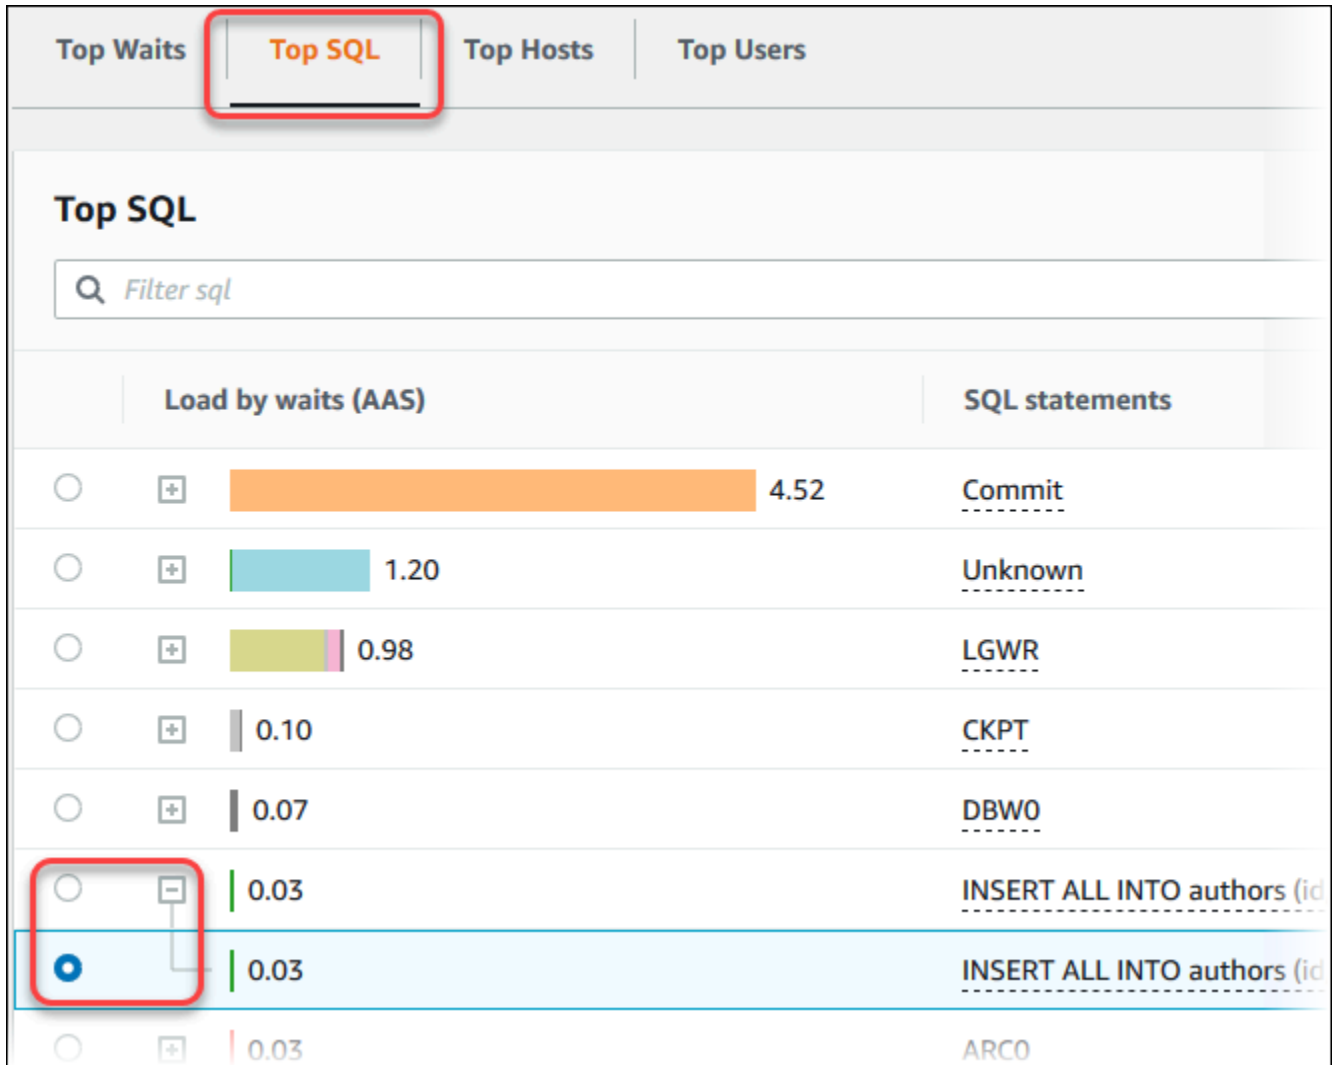 Top Waits Top SQL Top Hosts Top Users
Top SQL
Filter sql
Load by waits (AAS) SQL statements
4.52 Commit
1.20 Unknown
0.98 LGWR
0.10 CKPT
0.07 DBW0
0.03 INSERT ALL INTO authors (id
0.03 INSERT ALL INTO authors (id
0.03 ARC0